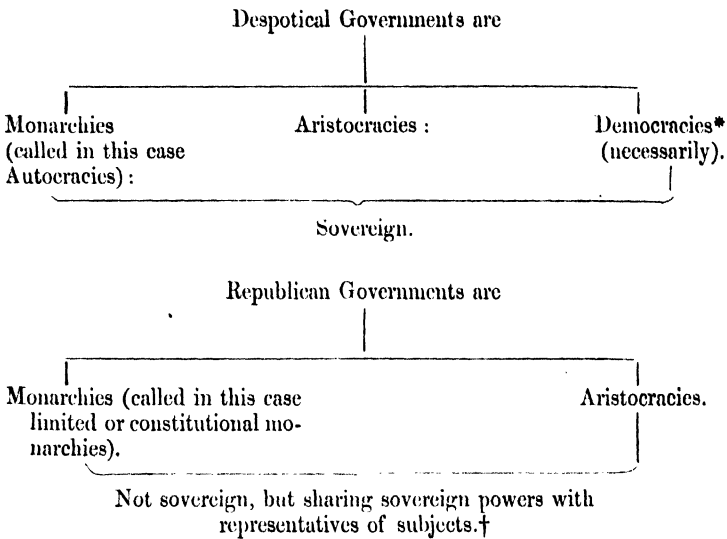 Despotical Governments are
Monarchies
(called in this case
Autocracies) :
Aristocracies :
Democracies*
(necessarily).
Sovereign.
Republican Governments are
Monarchies (called in this case
limited or constitutional mo-
narchies).
Aristocracies.
Not sovereign, but sharing sovereign powers with
representatives of subjects.†